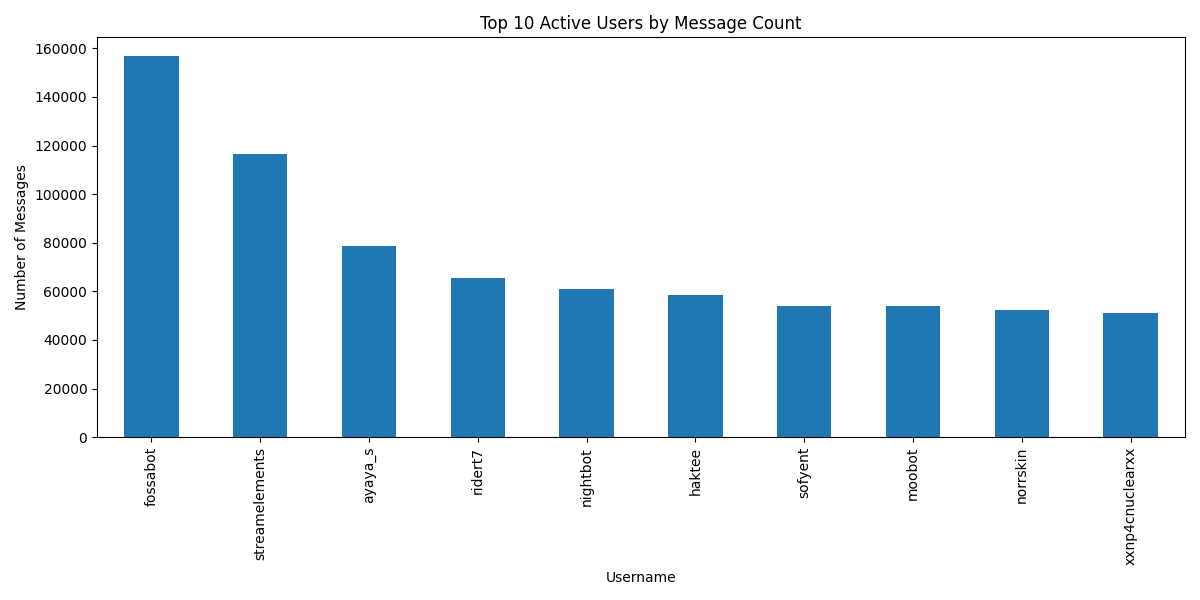 Top 10 Active Users by Message Count
Number of Messages
160000
140000
120000
100000
80000
60000
40000
20000
0
fossabot
streamelements
ayaya_s
ridert7
nightbot
haktee
sofyent
moobot
norrskin
xxnp4cnuclearxx
Username